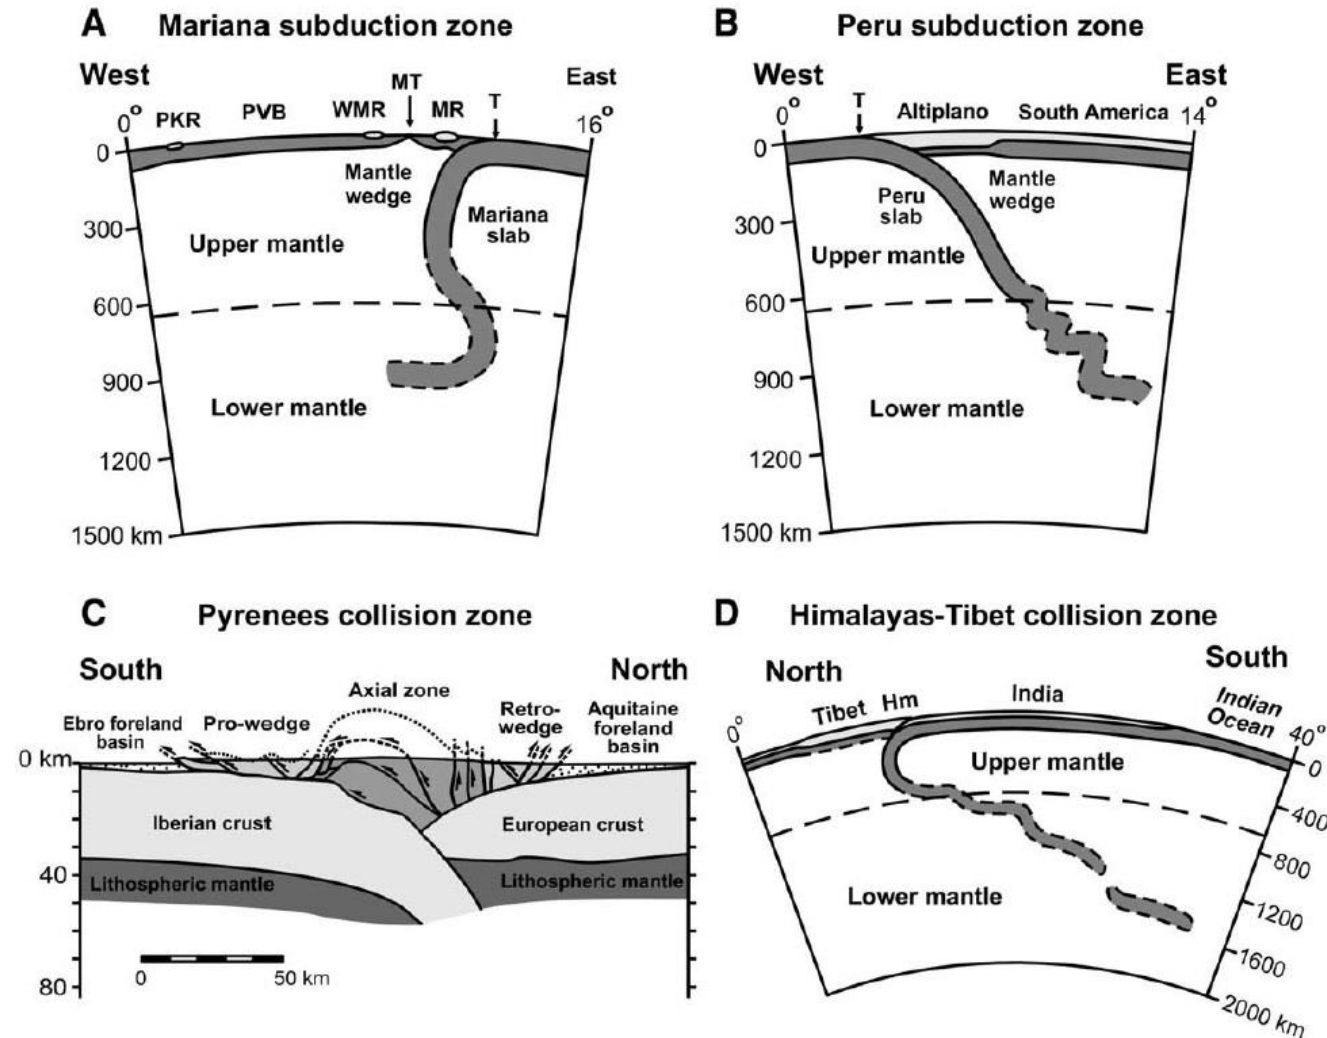 A Mariana subduction zone
West
East
MT
PKR
PVB
WMR
MR
T
0°
16°
0
300
600
900
1200
1500 km
Mantle
wedge
Mariana
slab
Upper mantle
Lower mantle
B Peru subduction zone
West
East
0°
T
Altiplano
South America
14°
0
300
600
900
1200
1500 km
Peru
slab
Mantle
wedge
Upper mantle
Lower mantle
C Pyrenees collision zone
South
North
Axial zone
Ebro foreland
basin
Pro-wedge
Retro-
wedge
Aquitaine
foreland
basin
0 km
40
80
Iberian crust
European crust
Lithospheric mantle
Lithospheric mantle
0
50 km
D Himalayas-Tibet collision zone
North
South
0°
Tibet
Hm
India
Indian
Ocean
40°
0
400
800
1200
1600
2000 km
Upper mantle
Lower mantle